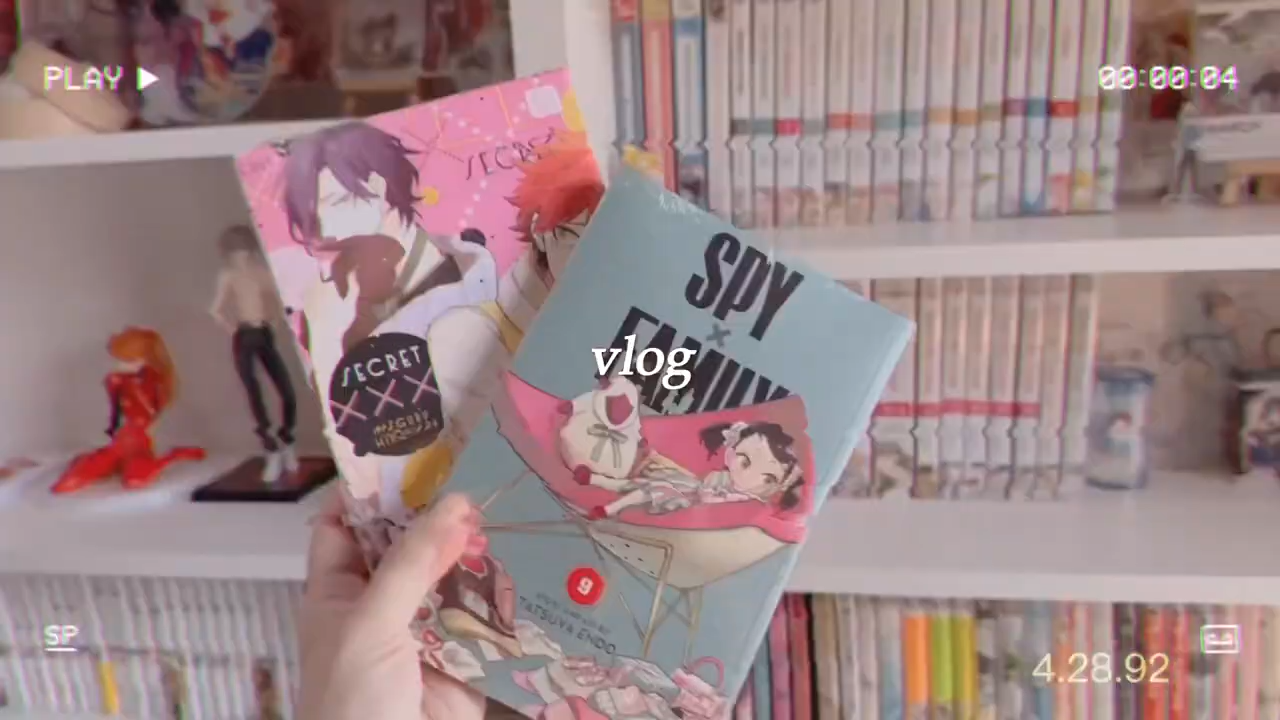 PLAY
00:00:04
SECRET
SPY
×
FAMILY
vlog
SECRET
XXX
9
TATSUYA ENDO
SP
4.28.92